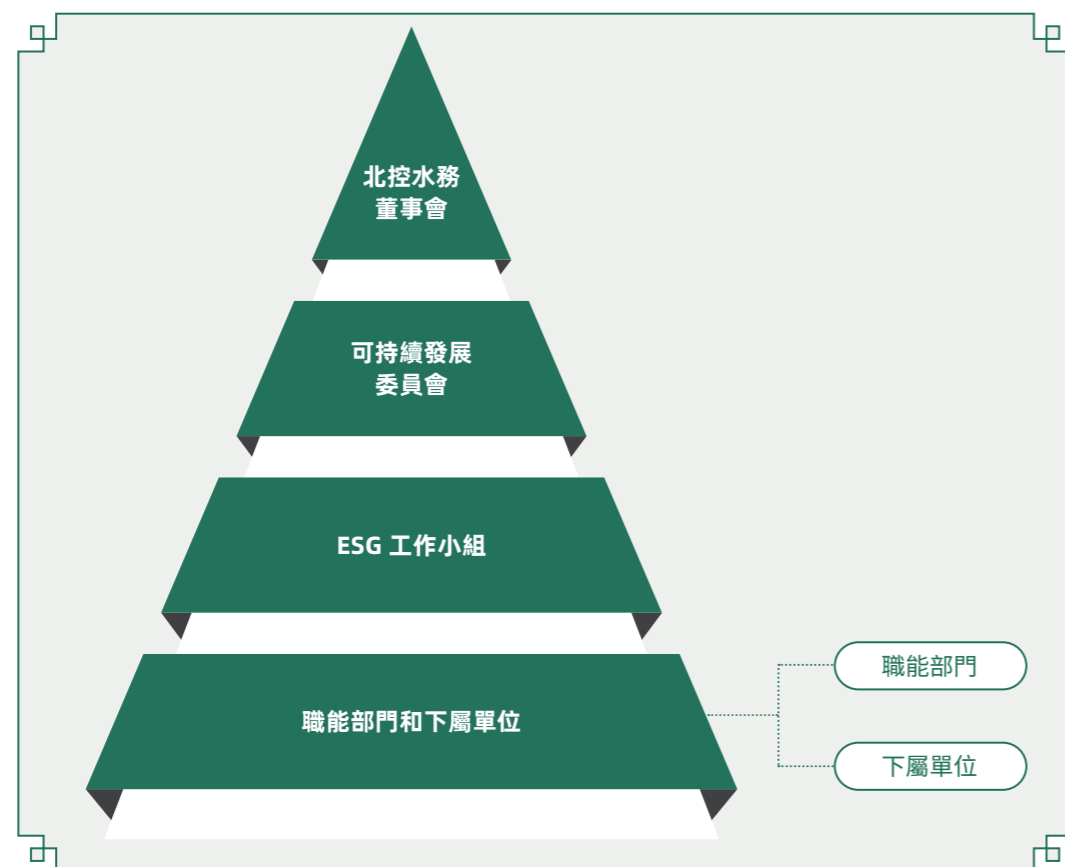 北控水務
董事會
可持續發展
委員會
ESG 工作小組
職能部門和下屬單位
職能部門
下屬單位